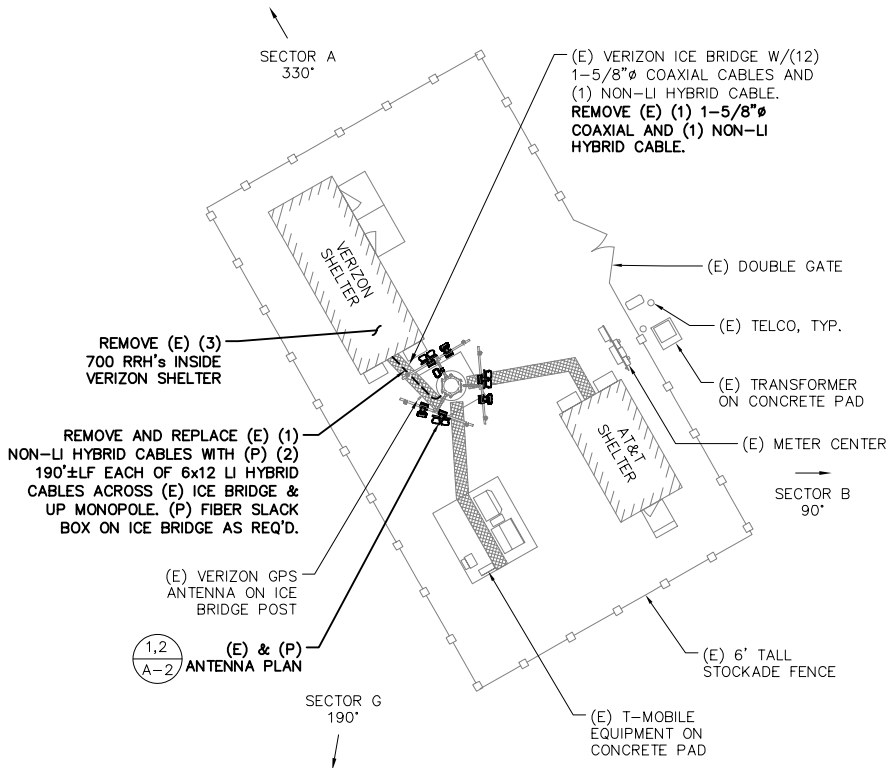 SECTOR A
330°
(E) VERIZON ICE BRIDGE W/(12)
1-5/8"ø COAXIAL CABLES AND
(1) NON-LI HYBRID CABLE.
REMOVE (E) (1) 1-5/8"ø
COAXIAL AND (1) NON-LI
HYBRID CABLE.
VERIZON
SHELTER
(E) DOUBLE GATE
(E) TELCO, TYP.
REMOVE (E) (3)
700 RRH's INSIDE
VERIZON SHELTER
(E) TRANSFORMER
ON CONCRETE PAD
REMOVE AND REPLACE (E) (1)
NON-LI HYBRID CABLES WITH (P) (2)
190'±LF EACH OF 6x12 LI HYBRID
CABLES ACROSS (E) ICE BRIDGE &
UP MONOPOLE. (P) FIBER SLACK
BOX ON ICE BRIDGE AS REQ'D.
AT&T
SHELTER
(E) METER CENTER
SECTOR B
90°
(E) VERIZON GPS
ANTENNA ON ICE
BRIDGE POST
1,2
A-2
(E) & (P)
ANTENNA PLAN
(E) 6' TALL
STOCKADE FENCE
SECTOR G
190°
(E) T-MOBILE
EQUIPMENT ON
CONCRETE PAD